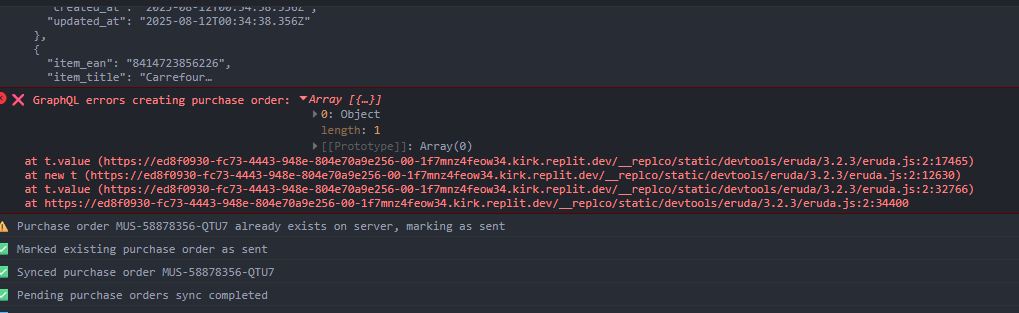 "created_at": "2025-08-12T00:34:38.356Z",
"updated_at": "2025-08-12T00:34:38.356Z"
},
{
"item_ean": "8414723856226",
"item_title": "Carrefour…
❌ GraphQL errors creating purchase order: ▼Array [{…}]
▶0: Object
length: 1
▶[[Prototype]]: Array(0)
at t.value (https://ed8f0930-fc73-4443-948e-804e70a9e256-00-1f7mnz4feow34.kirk.replit.dev/__replco/static/devtools/eruda/3.2.3/eruda.js:2:17465)
at new t (https://ed8f0930-fc73-4443-948e-804e70a9e256-00-1f7mnz4feow34.kirk.replit.dev/__replco/static/devtools/eruda/3.2.3/eruda.js:2:12630)
at t.value (https://ed8f0930-fc73-4443-948e-804e70a9e256-00-1f7mnz4feow34.kirk.replit.dev/__replco/static/devtools/eruda/3.2.3/eruda.js:2:32766)
at https://ed8f0930-fc73-4443-948e-804e70a9e256-00-1f7mnz4feow34.kirk.replit.dev/__replco/static/devtools/eruda/3.2.3/eruda.js:2:34400
Purchase order MUS-58878356-QTU7 already exists on server, marking as sent
Marked existing purchase order as sent
Synced purchase order MUS-58878356-QTU7
Pending purchase orders sync completed